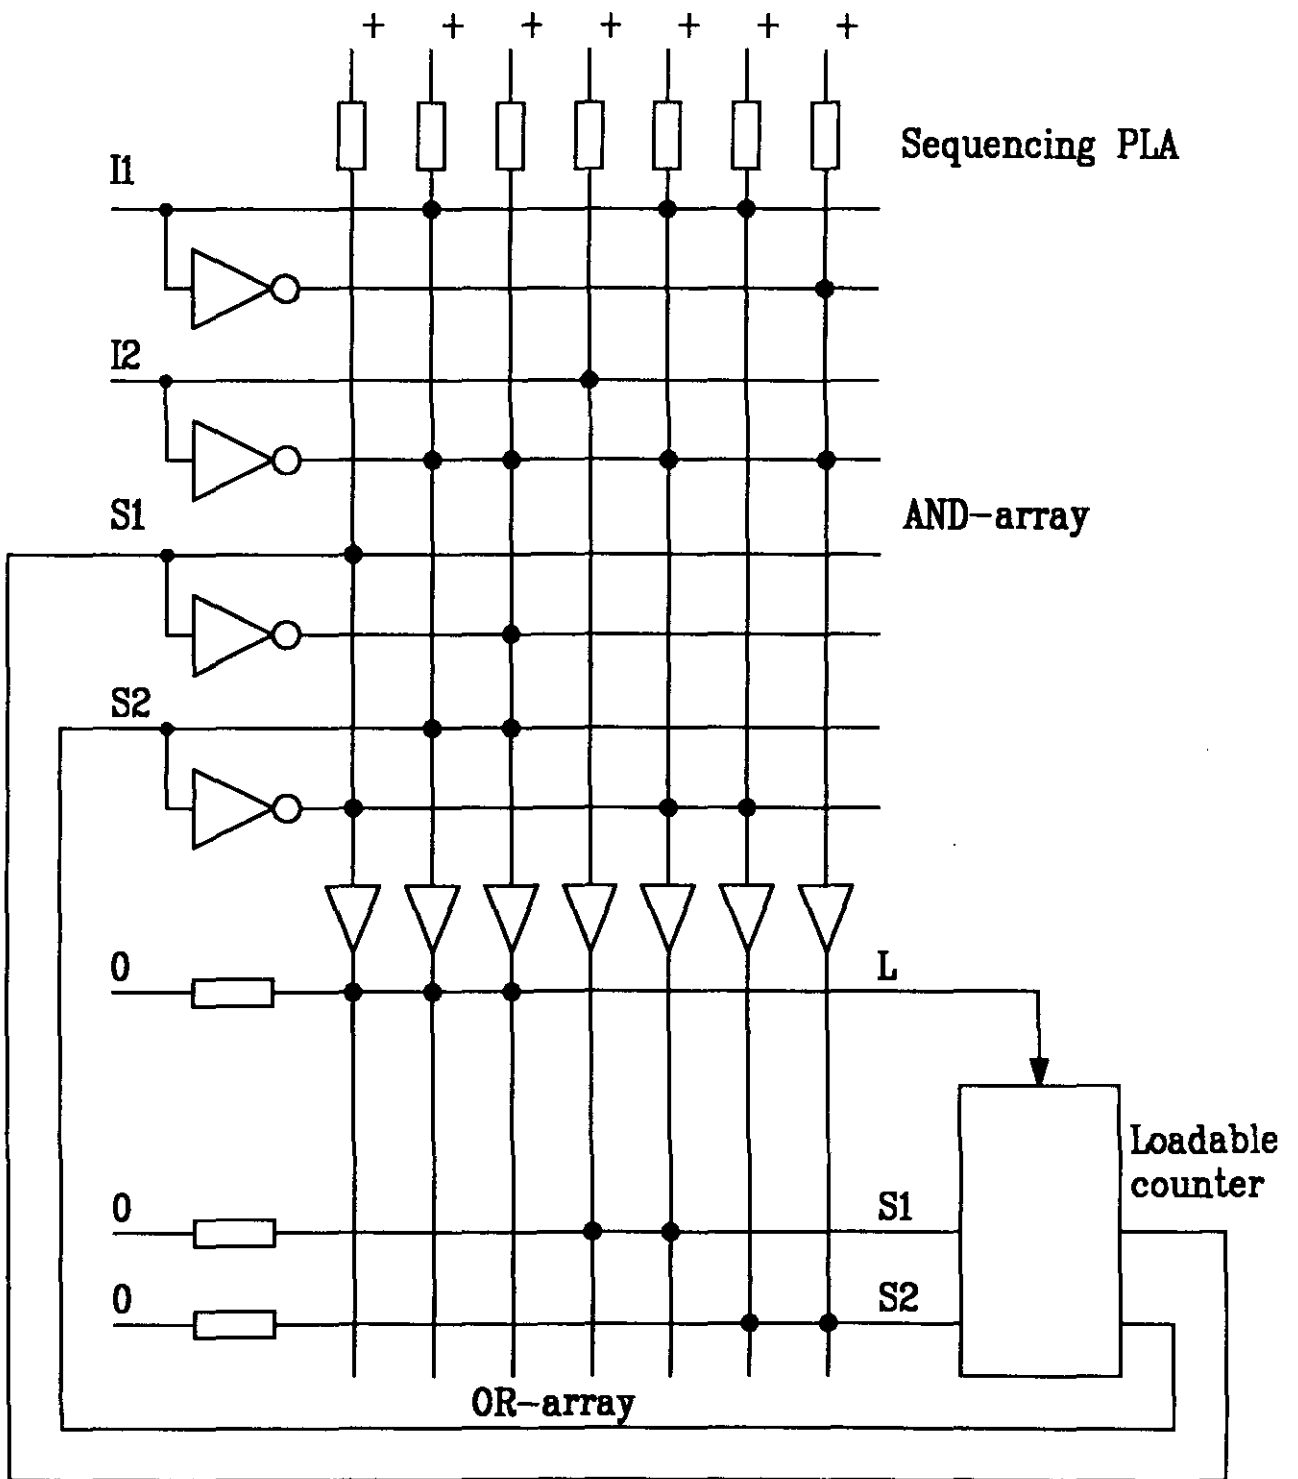 + + + + + + +
Sequencing PLA
I1
I2
S1
AND-array
S2
0
L
Loadable
counter
0
S1
0
S2
OR-array